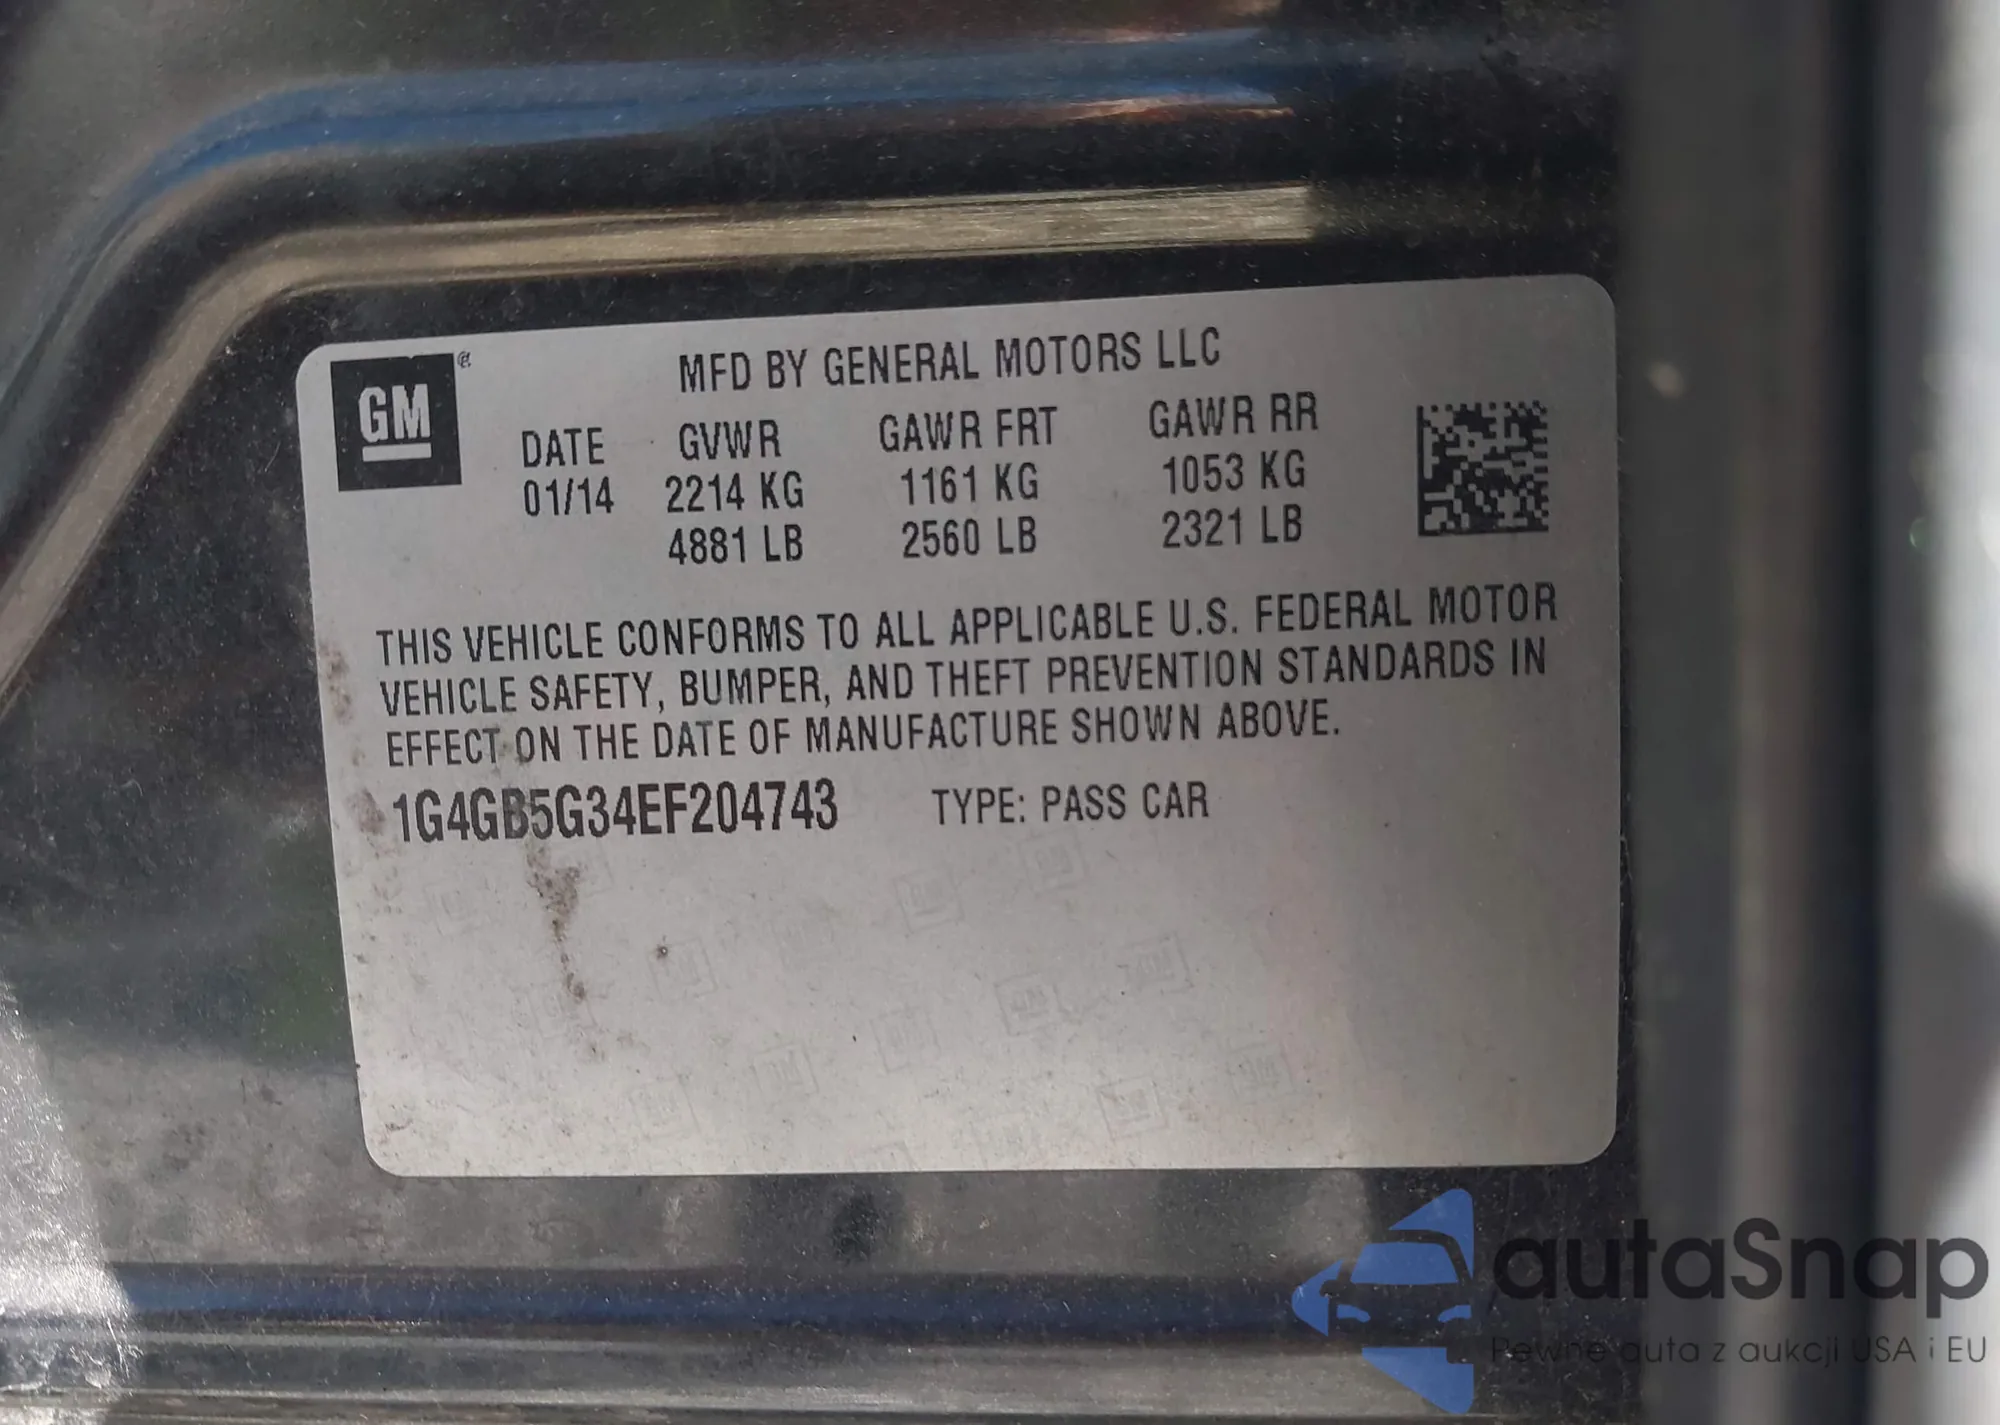 GM ®
MFD BY GENERAL MOTORS LLC
DATE GVWR GAWR FRT GAWR RR
01/14 2214 KG 1161 KG 1053 KG
4881 LB 2560 LB 2321 LB
THIS VEHICLE CONFORMS TO ALL APPLICABLE U.S. FEDERAL MOTOR
VEHICLE SAFETY, BUMPER, AND THEFT PREVENTION STANDARDS IN
EFFECT ON THE DATE OF MANUFACTURE SHOWN ABOVE.
1G4GB5G34EF204743 TYPE: PASS CAR
autaSnap
Pewne auta z aukcji USA i EU